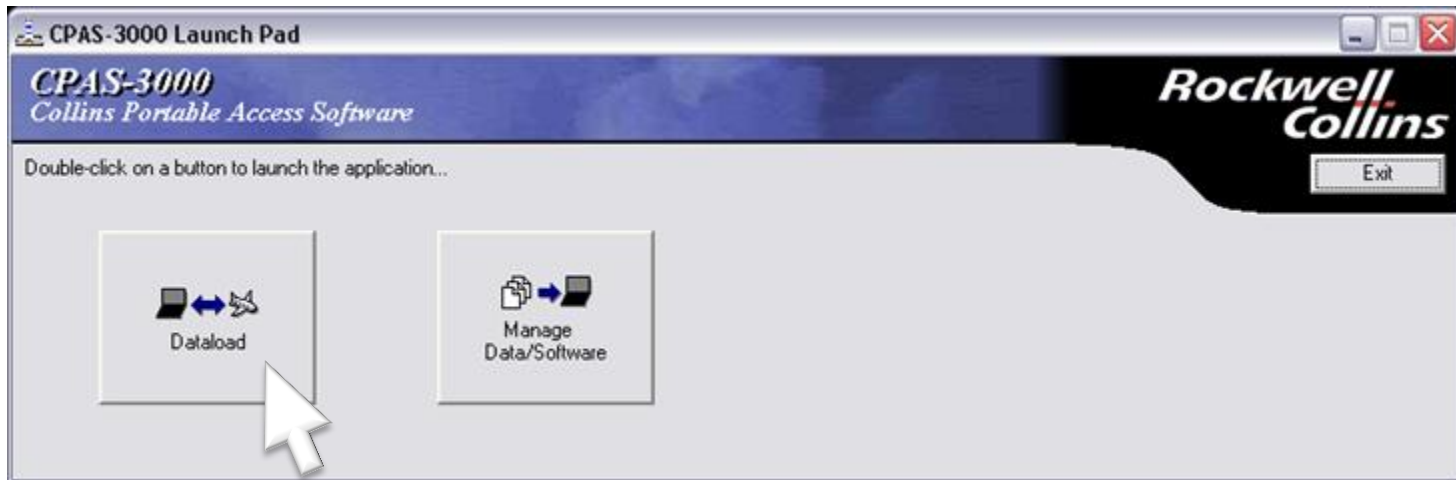 CPAS-3000 Launch Pad
CPAS-3000
Collins Portable Access Software
Rockwell
Collins
Double-click on a button to launch the application...
Exit
Dataload
Manage
Data/Software